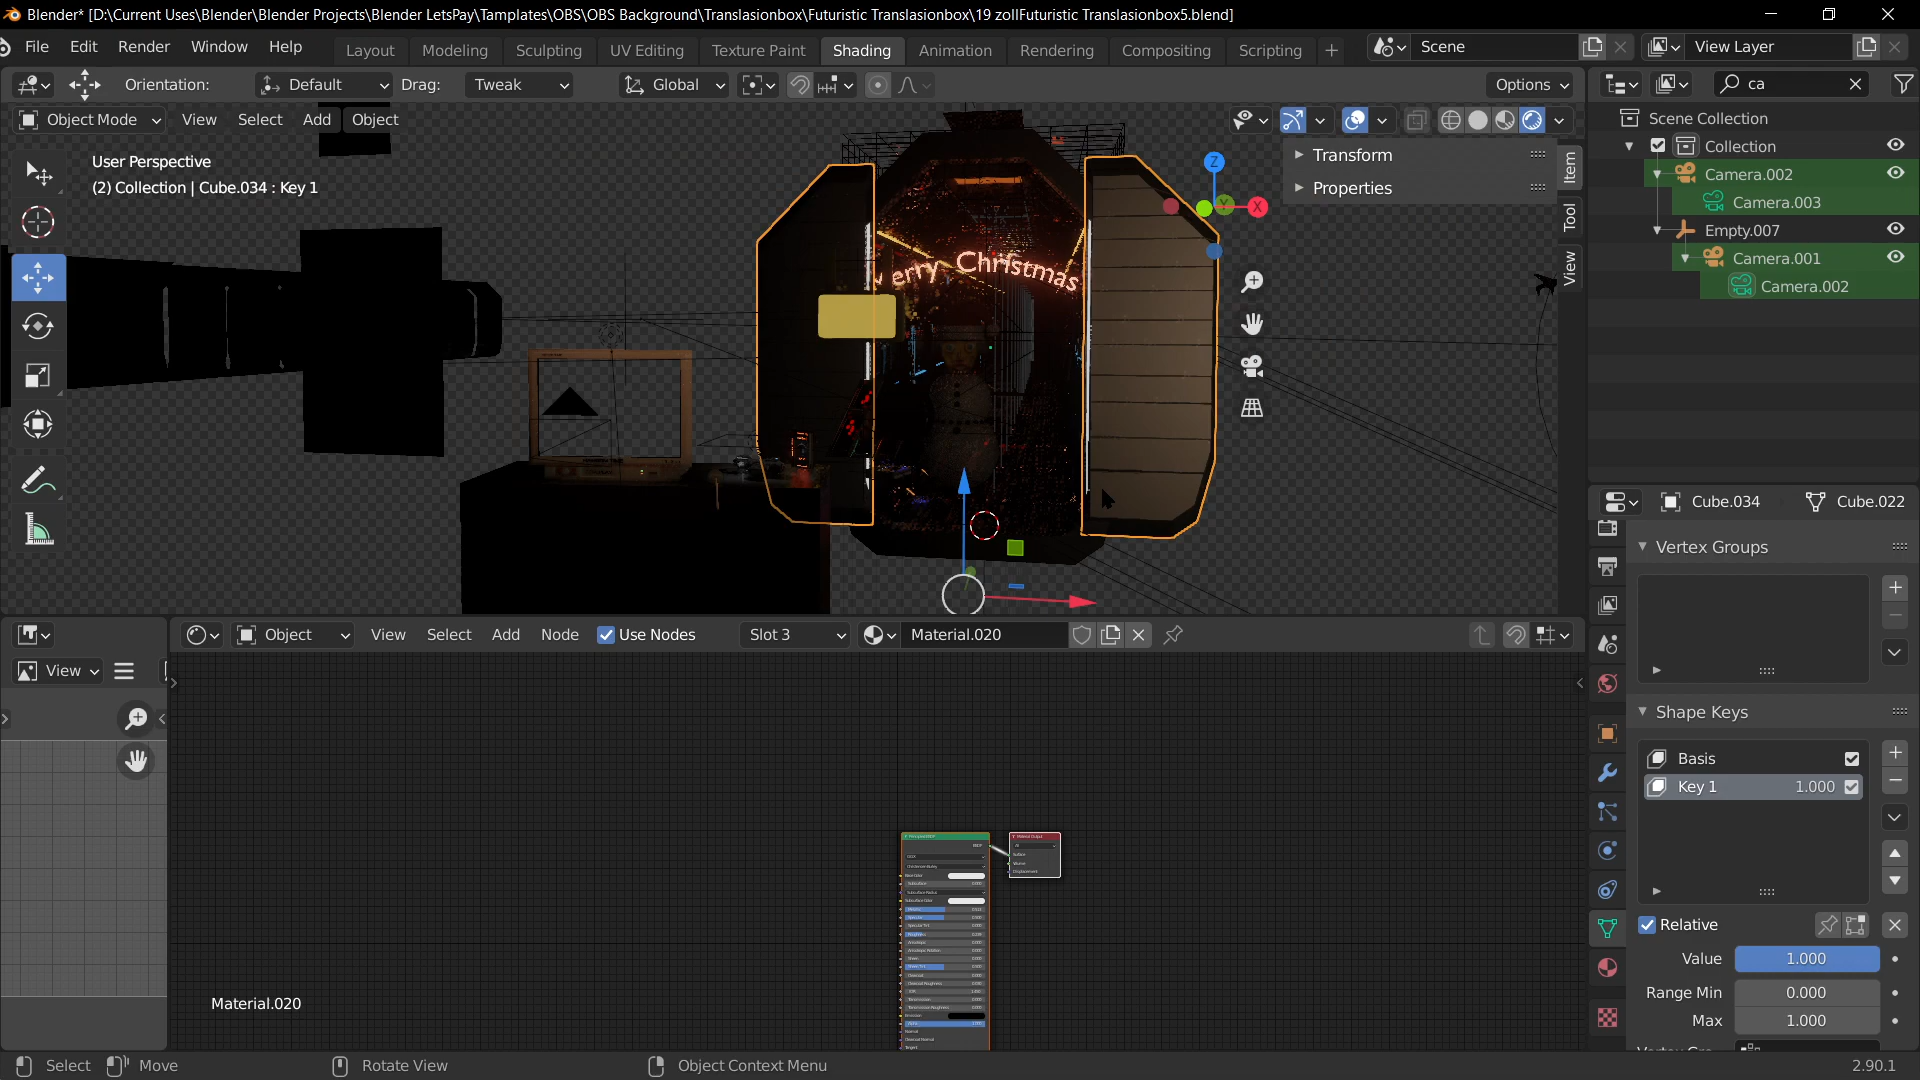 Blender* [D:\Current Uses\Blender\Blender Projects\Blender LetsPay\Tamplates\OBS\OBS Background\Translasionbox\Futuristic Translasionbox\19 zollFuturistic Translasionbox5.blend]
File Edit Render Window Help Layout Modeling Sculpting UV Editing Texture Paint Shading Animation Rendering Compositing Scripting + Scene View Layer
Orientation: Default Drag: Tweak Global Options ca
Object Mode View Select Add Object
Scene Collection
Collection
Camera.002
Camera.003
Empty.007
Camera.001
Camera.002
User Perspective
(2) Collection | Cube.034 : Key 1
Transform
Properties
Item
Tool
View
Z
Y
X
Christmas
Cube.034 Cube.022
Vertex Groups
Shape Keys
Basis
Key 1 1.000
Relative
Value 1.000
Range Min 0.000
Max 1.000
View
Object View Select Add Node Use Nodes Slot 3 Material.020
Material.020
Select Move Rotate View Object Context Menu 2.90.1